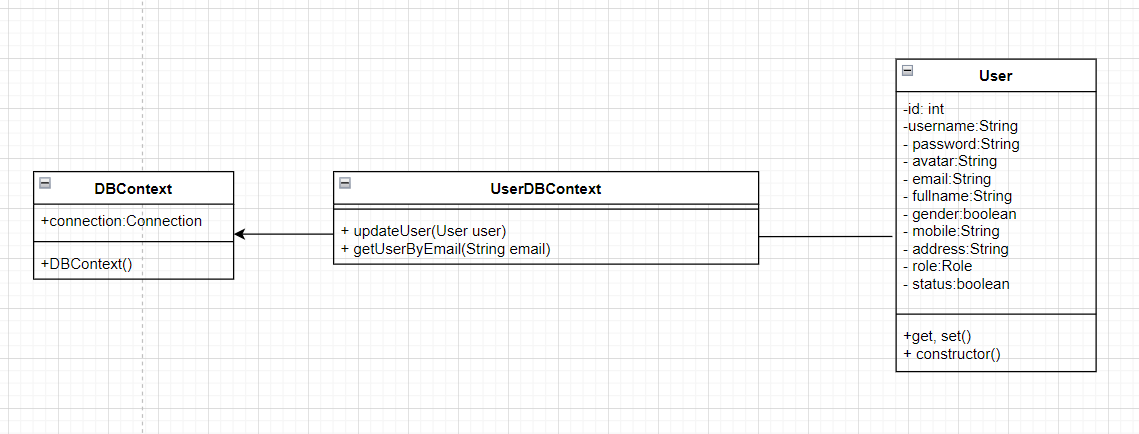 DBContext
+connection:Connection
+DBContext()
UserDBContext
+ updateUser(User user)
+ getUserByEmail(String email)
User
-id: int
-username:String
- password:String
- avatar:String
- email:String
- fullname:String
- gender:boolean
- mobile:String
- address:String
- role:Role
- status:boolean
+get, set()
+ constructor()